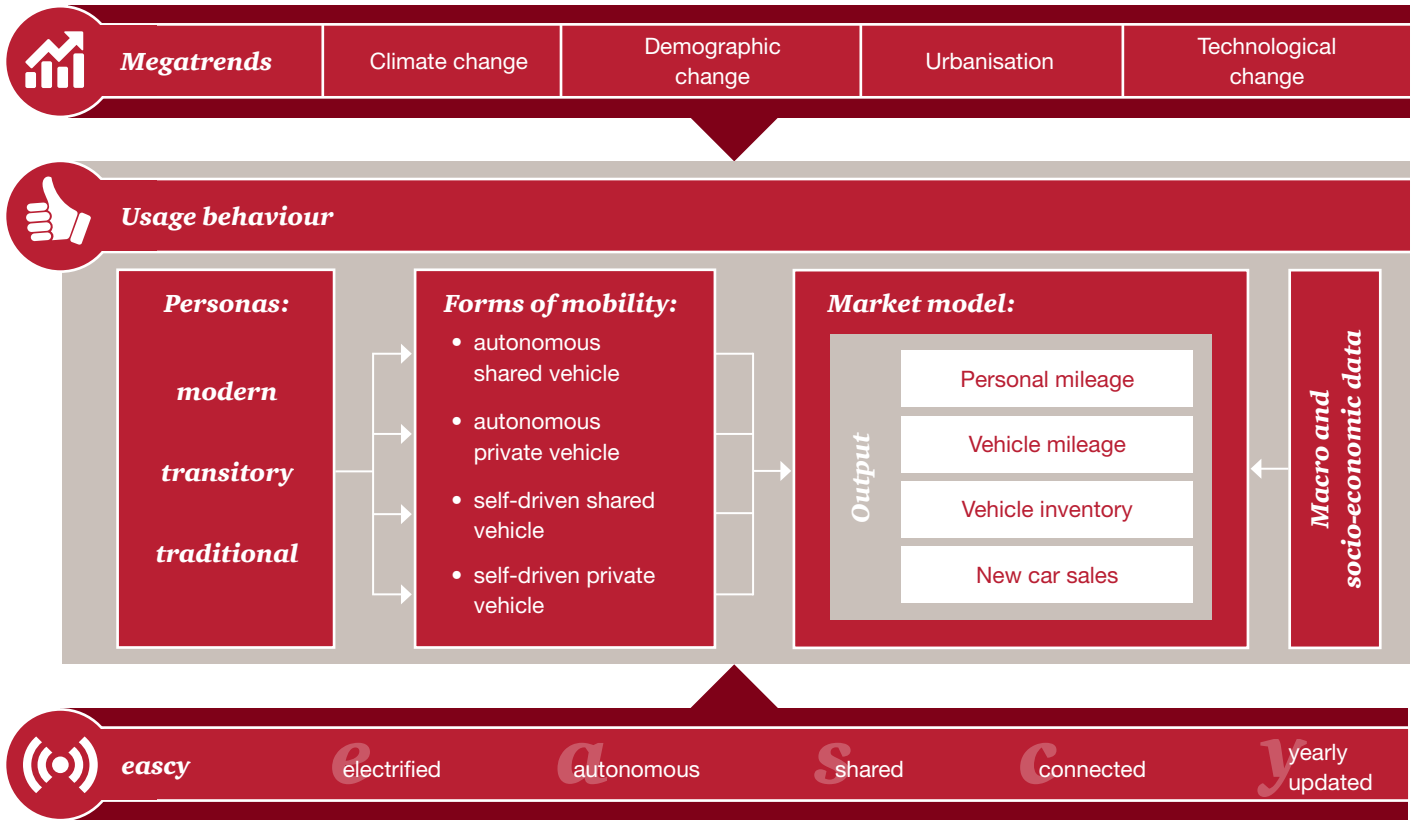 Megatrends
Climate change
Demographic
change
Urbanisation
Technological
change
Usage behaviour
Personas:
modern
transitory
traditional
Forms of mobility:
• autonomous
shared vehicle
• autonomous
private vehicle
• self-driven shared
vehicle
• self-driven private
vehicle
Market model:
Output
Personal mileage
Vehicle mileage
Vehicle inventory
New car sales
Macro and
socio-economic data
eascy
e
electrified
a
autonomous
s
shared
c
connected
y
yearly
updated